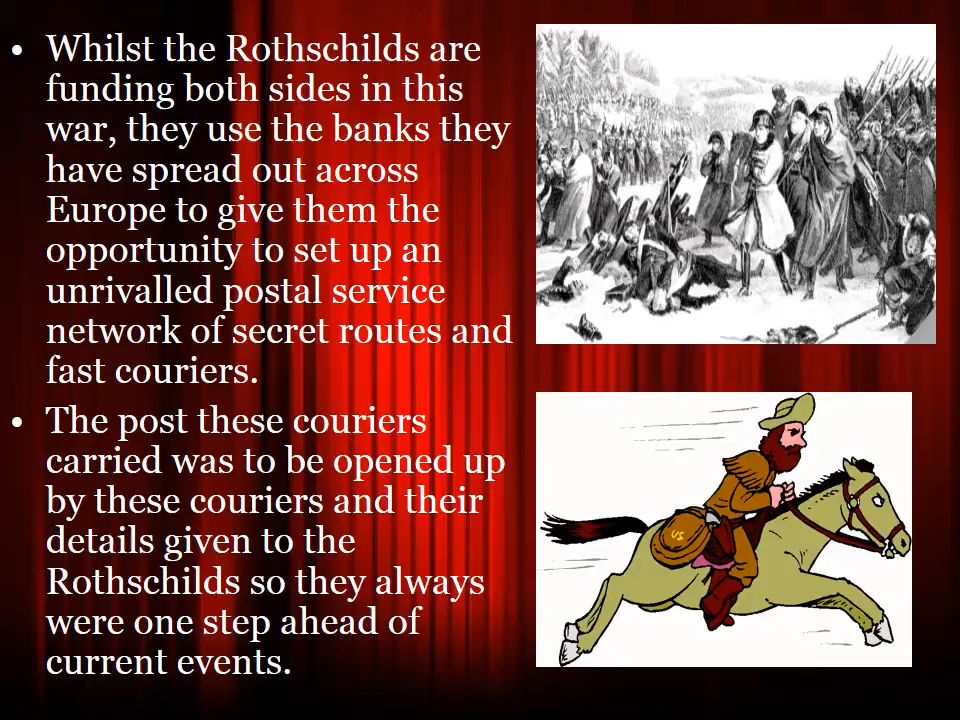 • Whilst the Rothschilds are
funding both sides in this
war, they use the banks they
have spread out across
Europe to give them the
opportunity to set up an
unrivalled postal service
network of secret routes and
fast couriers.
• The post these couriers
carried was to be opened up
by these couriers and their
details given to the
Rothschilds so they always
were one step ahead of
current events.
US